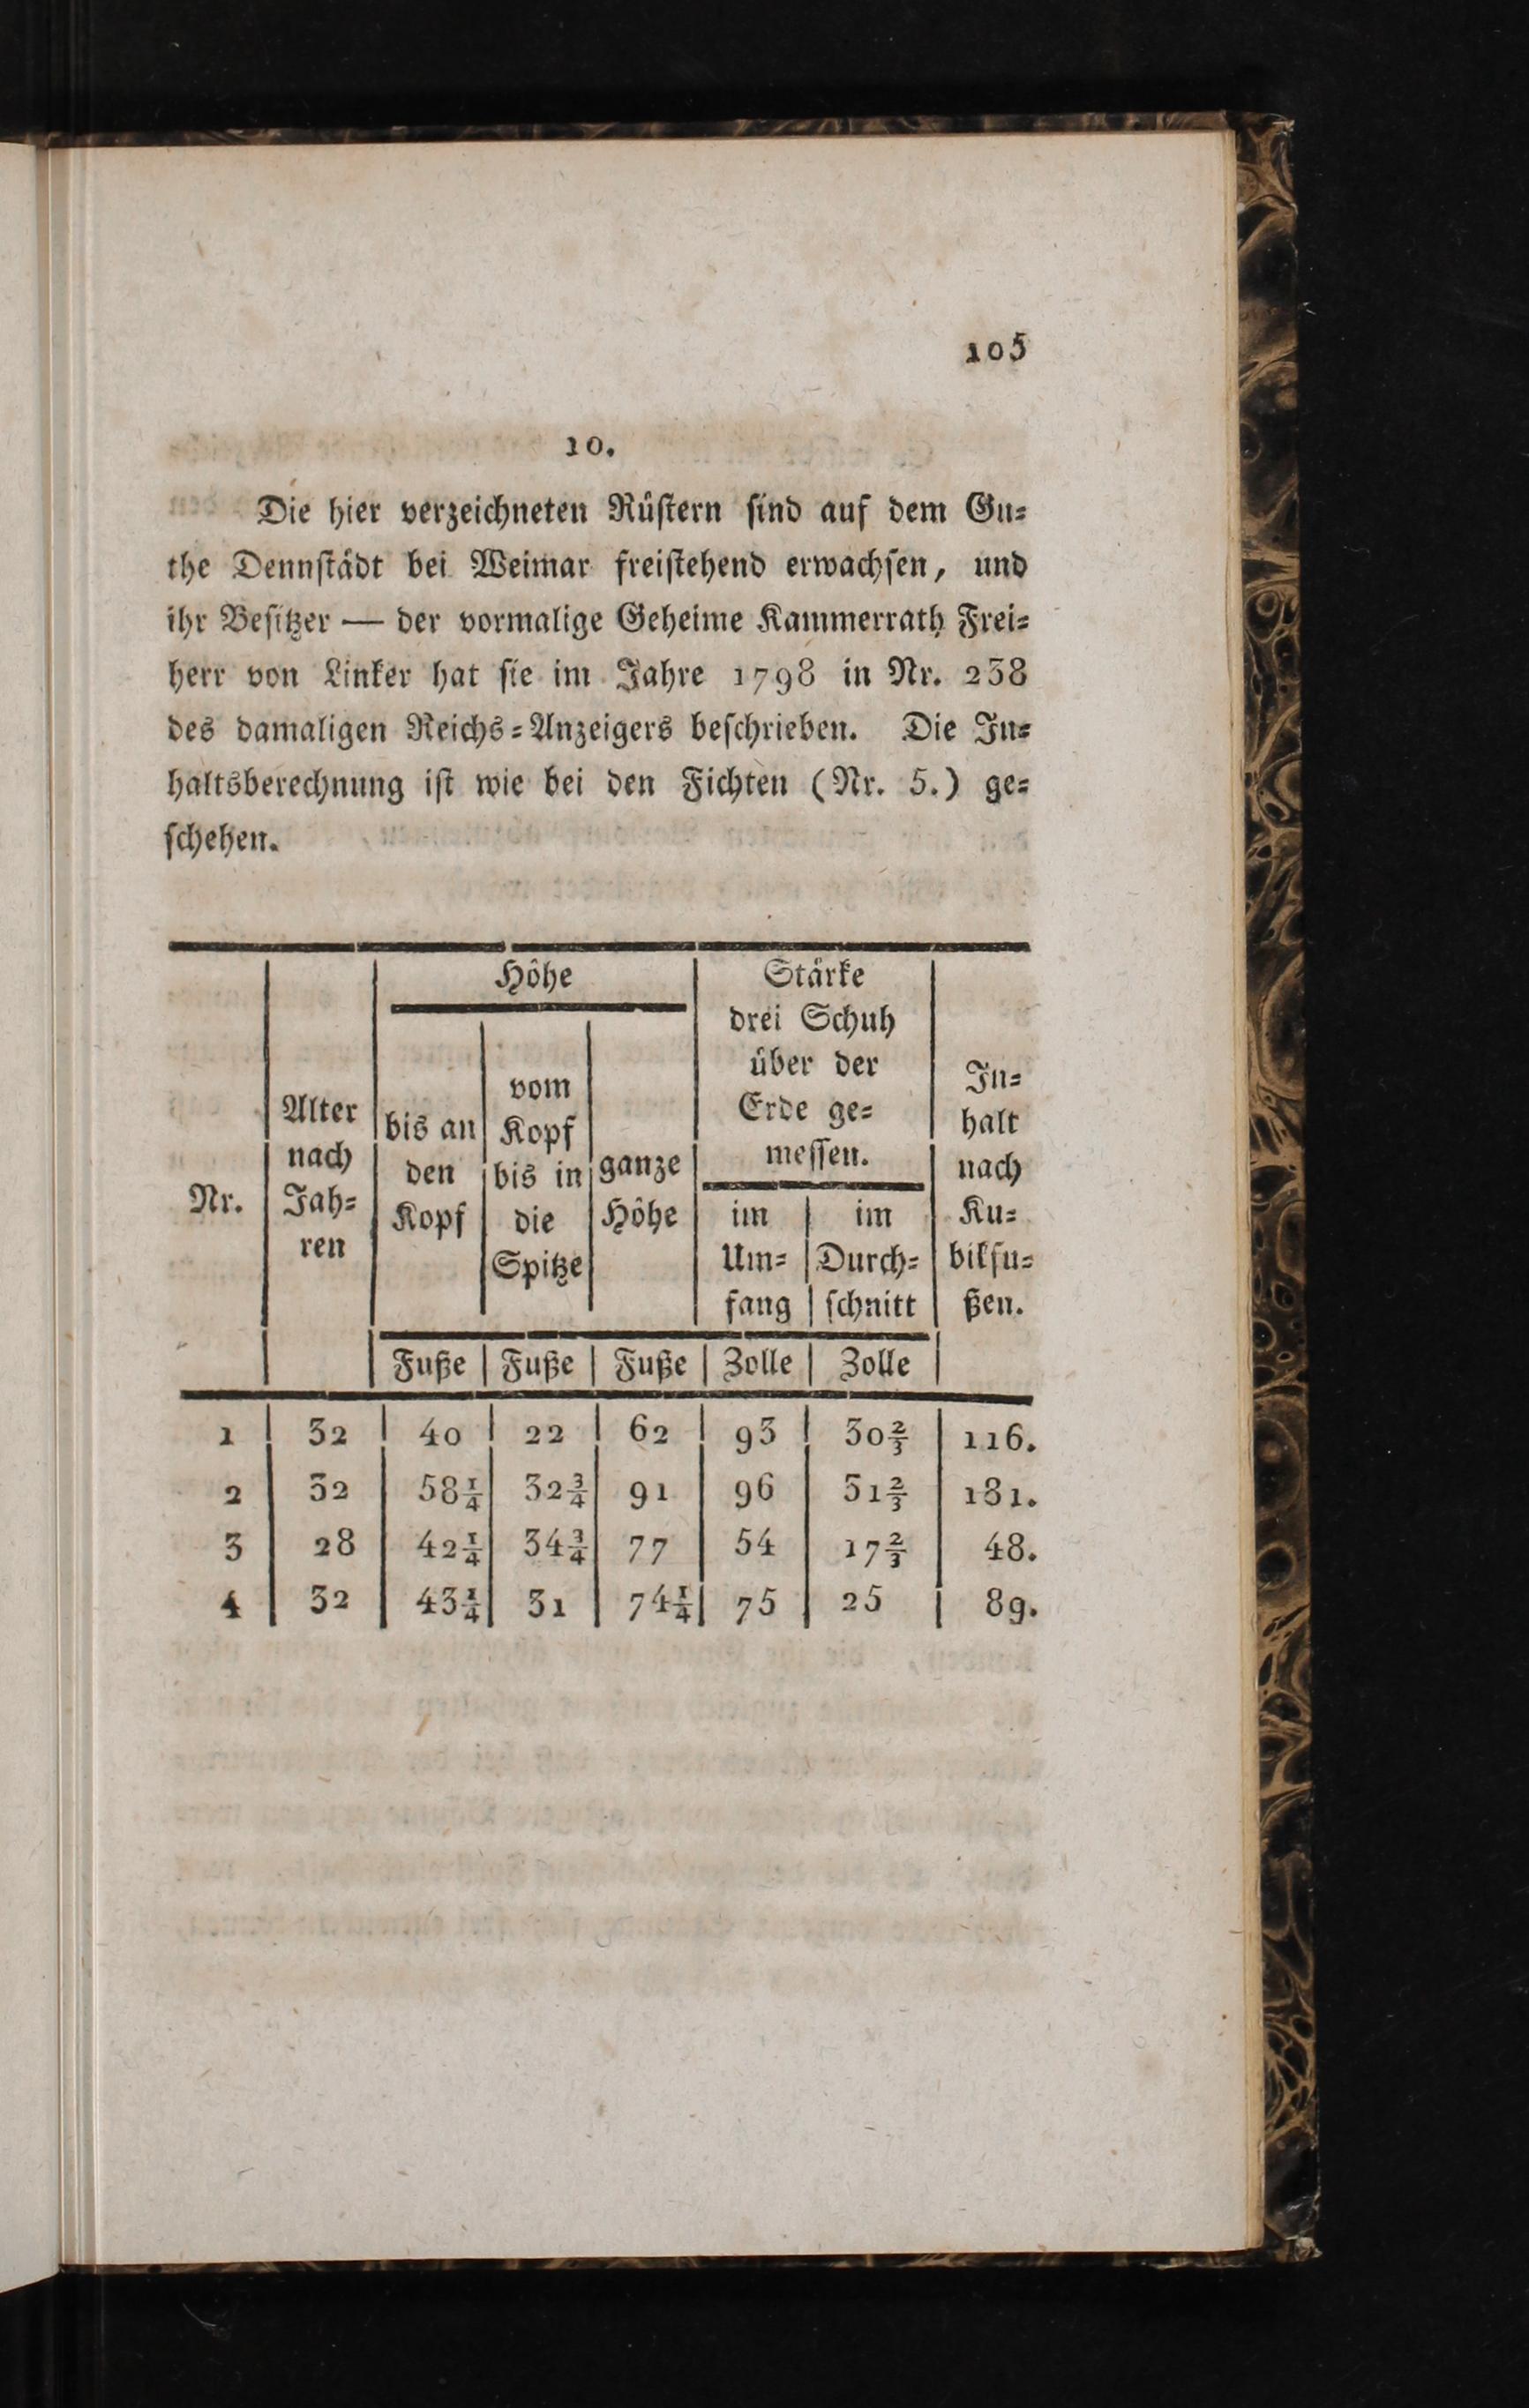 105
10.
Die hier verzeichneten Rüſtern ſind auf dem Gu-
the Dennſtädt bei Weimar freiſtehend erwachſen, und
ihr Beſitzer — der vormalige Geheime Kammerrath Frei-
herr von Linker hat ſie im Jahre 1798 in Nr. 238
des damaligen Reichs-Anzeigers beſchrieben. Die In-
haltsberechnung iſt wie bei den Fichten (Nr. 5.) ge-
ſchehen.
Nr.
Alter
nach
Jah-
ren
Höhe
bis an
den
Kopf
vom
Kopf
bis in
die
Spitze
ganze
Höhe
Stärke
drei Schuh
über der
Erde ge-
meſſen.
im
Um-
fang
im
Durch-
ſchnitt
In-
halt
nach
Ku-
bikfu-
ßen.
Fuße | Fuße | Fuße | Zolle | Zolle
1 | 32 | 40 | 22 | 62 | 93 | 30⅔ | 116.
2 | 32 | 58¼ | 32¾ | 91 | 96 | 31⅔ | 181.
3 | 28 | 42¼ | 34¾ | 77 | 54 | 17⅔ | 48.
4 | 32 | 43¼ | 31 | 74¼ | 75 | 25 | 89.